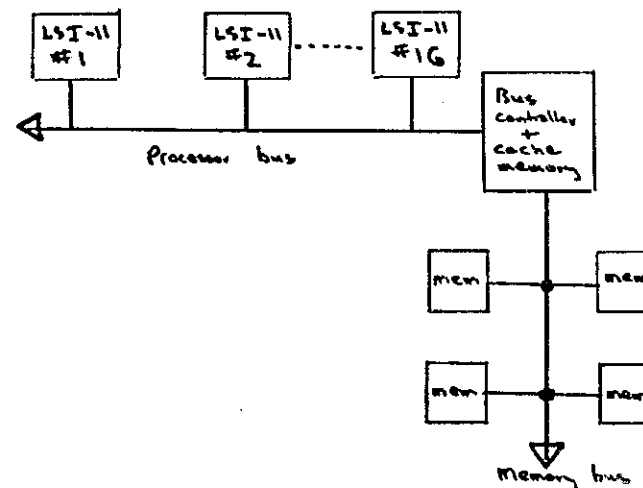 LSI-11
#1
LSI-11
#2
LSI-11
#16
Bus
controller
+
cache
memory
Processor bus
mem
mem
mem
mem
Memory bus